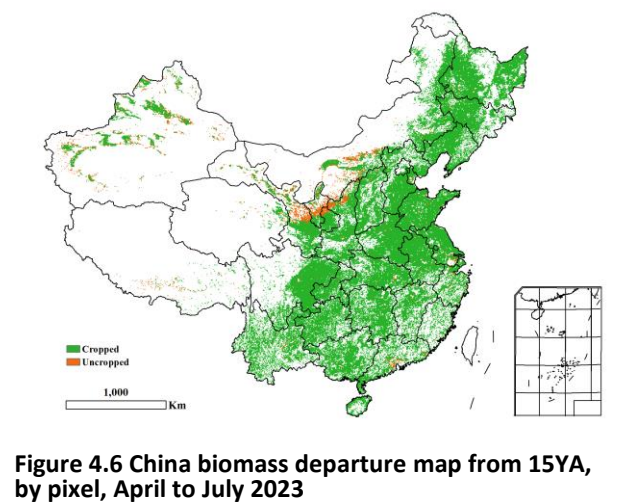 Cropped
Uncropped
1,000
Km
Figure 4.6 China biomass departure map from 15YA,
by pixel, April to July 2023